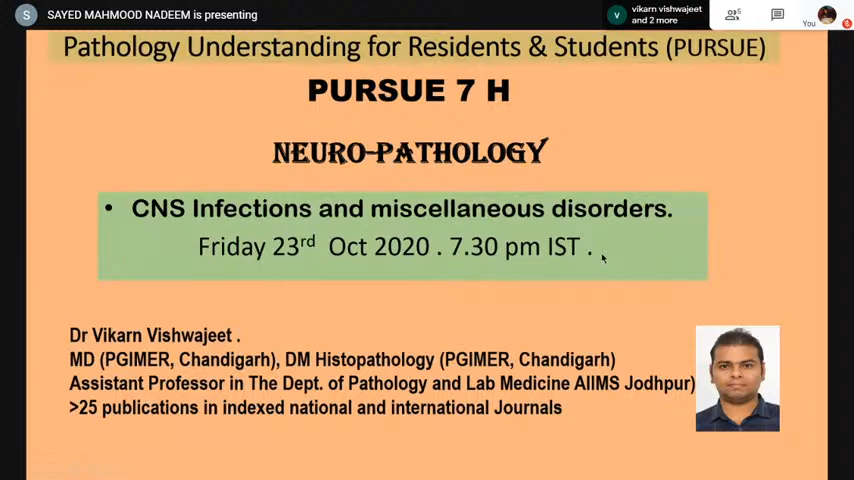 S SAYED MAHMOOD NADEEM is presenting
v vikarn vishwajeet
and 2 more
6
You
Pathology Understanding for Residents & Students (PURSUE)
PURSUE 7 H
NEURO-PATHOLOGY
• CNS Infections and miscellaneous disorders.
Friday 23rd Oct 2020 . 7.30 pm IST .
Dr Vikarn Vishwajeet .
MD (PGIMER, Chandigarh), DM Histopathology (PGIMER, Chandigarh)
Assistant Professor in The Dept. of Pathology and Lab Medicine AIIMS Jodhpur)
>25 publications in indexed national and international Journals